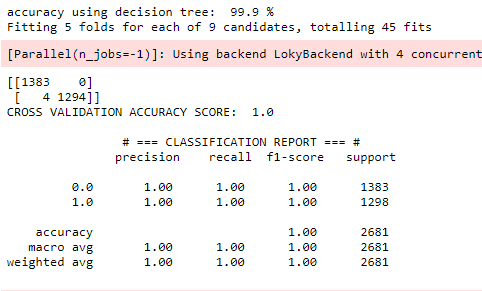 accuracy using decision tree:  99.9 %
Fitting 5 folds for each of 9 candidates, totalling 45 fits
[Parallel(n_jobs=-1)]: Using backend LokyBackend with 4 concurrent
[[1383    0]
 [   4 1294]]
CROSS VALIDATION ACCURACY SCORE:  1.0
# === CLASSIFICATION REPORT === #
precision    recall  f1-score   support
0.0       1.00      1.00      1.00      1383
1.0       1.00      1.00      1.00      1298
accuracy                           1.00      2681
macro avg       1.00      1.00      1.00      2681
weighted avg       1.00      1.00      1.00      2681